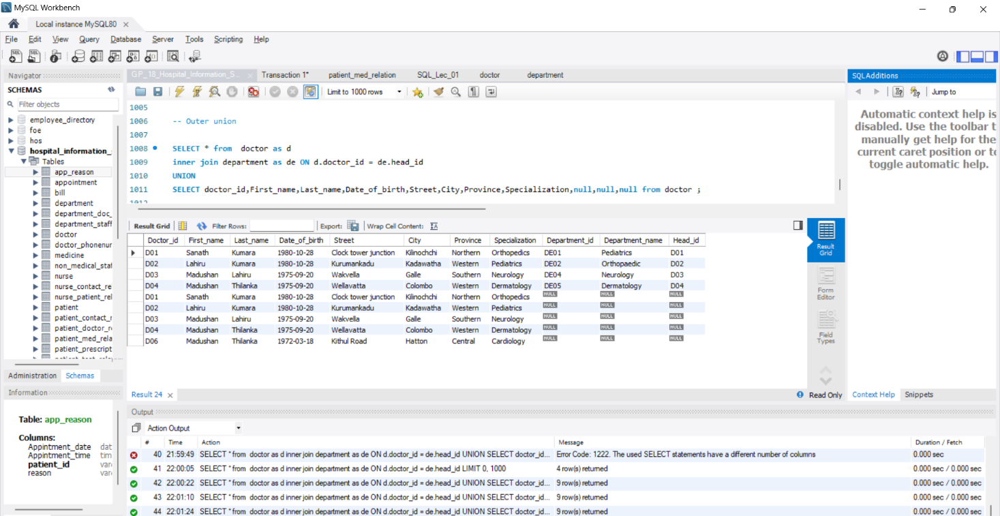 MySQL Workbench
Local instance MySQL80
File Edit View Query Database Server Tools Scripting Help
Navigator
SCHEMAS
Filter objects
employee_directory
foe
hos
hospital_information_
Tables
app_reason
appointment
bill
department
department_doc_
department_staff
doctor
doctor_phonenur
medicine
non_medical_staf
nurse
nurse_contact_re
nurse_patient_rel
patient
patient_contact_r
patient_doctor_r
patient_med_rela
patient_prescript
Administration Schemas
Information
Table: app_reason
Columns:
Appintment_date dat
Appintment_time tim
patient_id var
reason var
GP_18_Hospital_Information_S... Transaction 1* patient_med_relation SQL_Lec_01 doctor department
Limit to 1000 rows
1005
1006 -- Outer union
1007
1008 SELECT * from doctor as d
1009 inner join department as de ON d.doctor_id = de.head_id
1010 UNION
1011 SELECT doctor_id,First_name,Last_name,Date_of_birth,Street,City,Province,Specialization,null,null,null from doctor ;
1012
Result Grid Filter Rows: Export: Wrap Cell Content:
Doctor_id First_name Last_name Date_of_birth Street City Province Specialization Department_id Department_name Head_id
D01 Sanath Kumara 1980-10-28 Clock tower junction Kilinochchi Northern Orthopedics DE01 Pediatrics D01
D02 Lahiru Kumara 1980-10-28 Kurumankadu Kadawatha Western Pediatrics DE02 Orthopaedic D02
D03 Madushan Lahiru 1975-09-20 Wakvella Galle Southern Neurology DE04 Neurology D03
D04 Madushan Thilanka 1975-09-20 Wellavatta Colombo Western Dermatology DE05 Dermatology D04
D01 Sanath Kumara 1980-10-28 Clock tower junction Kilinochchi Northern Orthopedics NULL NULL NULL
D02 Lahiru Kumara 1980-10-28 Kurumankadu Kadawatha Western Pediatrics NULL NULL NULL
D03 Madushan Lahiru 1975-09-20 Wakvella Galle Southern Neurology NULL NULL NULL
D04 Madushan Thilanka 1975-09-20 Wellavatta Colombo Western Dermatology NULL NULL NULL
D06 Madushan Thilanka 1972-03-18 Kithul Road Hatton Central Cardiology NULL NULL NULL
Result Grid
Form Editor
Field Types
Result 24
Read Only
SQLAdditions
Jump to
Automatic context help is
disabled. Use the toolbar t
manually get help for the
current caret position or to
toggle automatic help.
Context Help Snippets
Output
Action Output
# Time Action Message Duration / Fetch
40 21:59:49 SELECT * from doctor as d inner join department as de ON d.doctor_id = de.head_id UNION SELECT doctor_id... Error Code: 1222. The used SELECT statements have a different number of columns 0.000 sec
41 22:00:05 SELECT * from doctor as d inner join department as de ON d.doctor_id = de.head_id LIMIT 0, 1000 4 row(s) returned 0.000 sec / 0.000 sec
42 22:00:22 SELECT * from doctor as d inner join department as de ON d.doctor_id = de.head_id UNION SELECT doctor_id... 9 row(s) returned 0.000 sec / 0.000 sec
43 22:01:10 SELECT * from doctor as d inner join department as de ON d.doctor_id = de.head_id UNION SELECT doctor_id... 9 row(s) returned 0.000 sec / 0.000 sec
44 22:01:24 SELECT * from doctor as d inner join department as de ON d.doctor_id = de.head_id UNION SELECT doctor_id... 9 row(s) returned 0.000 sec / 0.000 sec